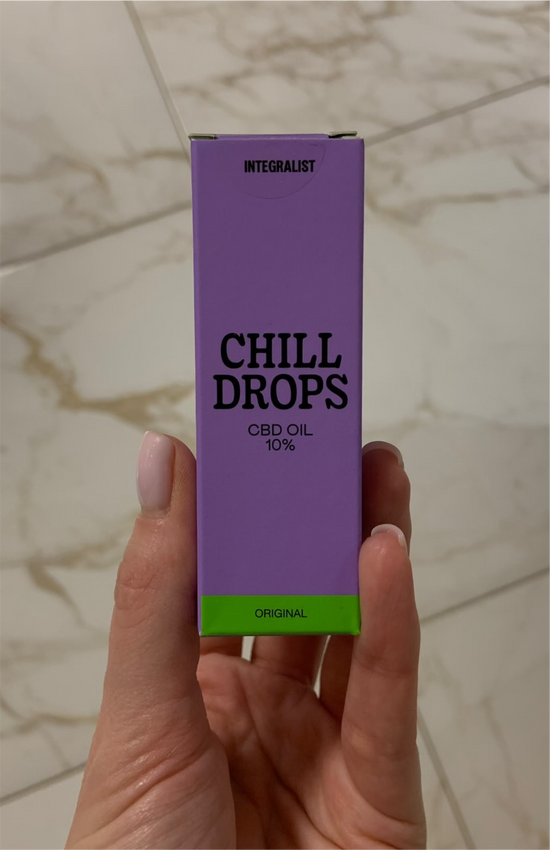 INTEGRALIST
CHILL
DROPS
CBD OIL
10%
ORIGINAL